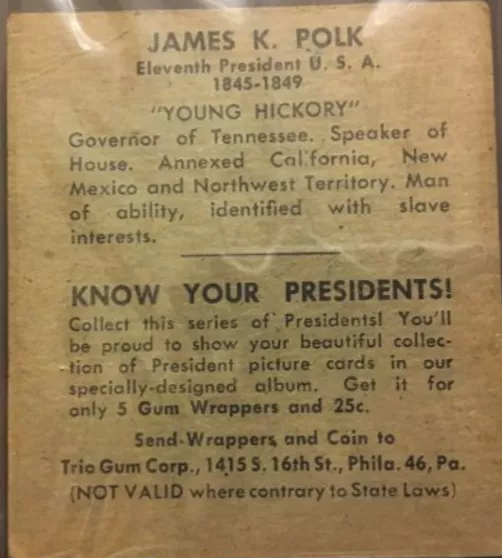 JAMES K. POLK
Eleventh President U. S. A.
1845-1849
"YOUNG HICKORY"
Governor of Tennessee. Speaker of
House. Annexed California, New
Mexico and Northwest Territory. Man
of ability, identified with slave
interests.
KNOW YOUR PRESIDENTS!
Collect this series of Presidents! You'll
be proud to show your beautiful collec-
tion of President picture cards in our
specially-designed album. Get it for
only 5 Gum Wrappers and 25c.
Send Wrappers and Coin to
Trio Gum Corp., 1415 S. 16th St., Phila. 46, Pa.
(NOT VALID where contrary to State Laws)